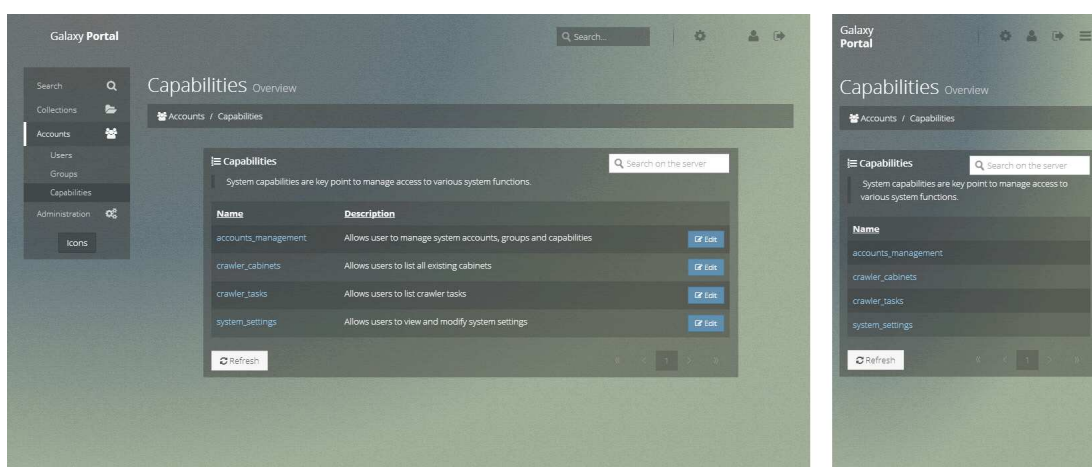 Galaxy Portal
Search...
Search
Collections
Accounts
Users
Groups
Capabilities
Administration
Icons
Capabilities Overview
Accounts / Capabilities
Capabilities
Search on the server
System capabilities are key point to manage access to various system functions.
Name Description
accounts_management Allows user to manage system accounts, groups and capabilities Edit
crawler_cabinets Allows users to list all existing cabinets Edit
crawler_tasks Allows users to list crawler tasks Edit
system_settings Allows users to view and modify system settings Edit
Refresh « ‹ 1 › »
Galaxy
Portal
Capabilities Overview
Accounts / Capabilities
Capabilities
Search on the server
System capabilities are key point to manage access to
various system functions.
Name
accounts_management
crawler_cabinets
crawler_tasks
system_settings
Refresh « ‹ 1 › »